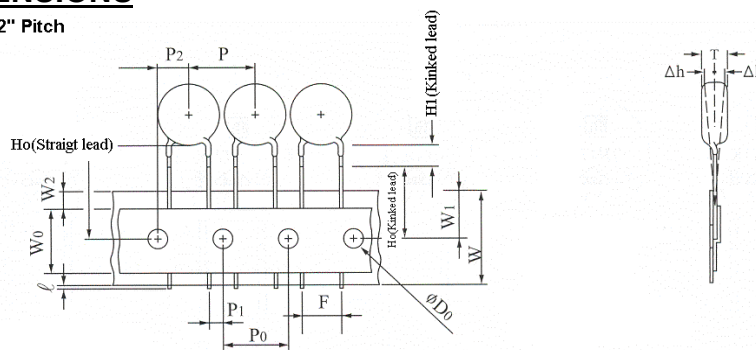 2" Pitch
P2
P
H1(Kinked lead)
T
Δh
Ho(Straigt lead)
W2
W0
Ho(Kinked lead)
W1
W
ℓ
P1
F
P0
øD0